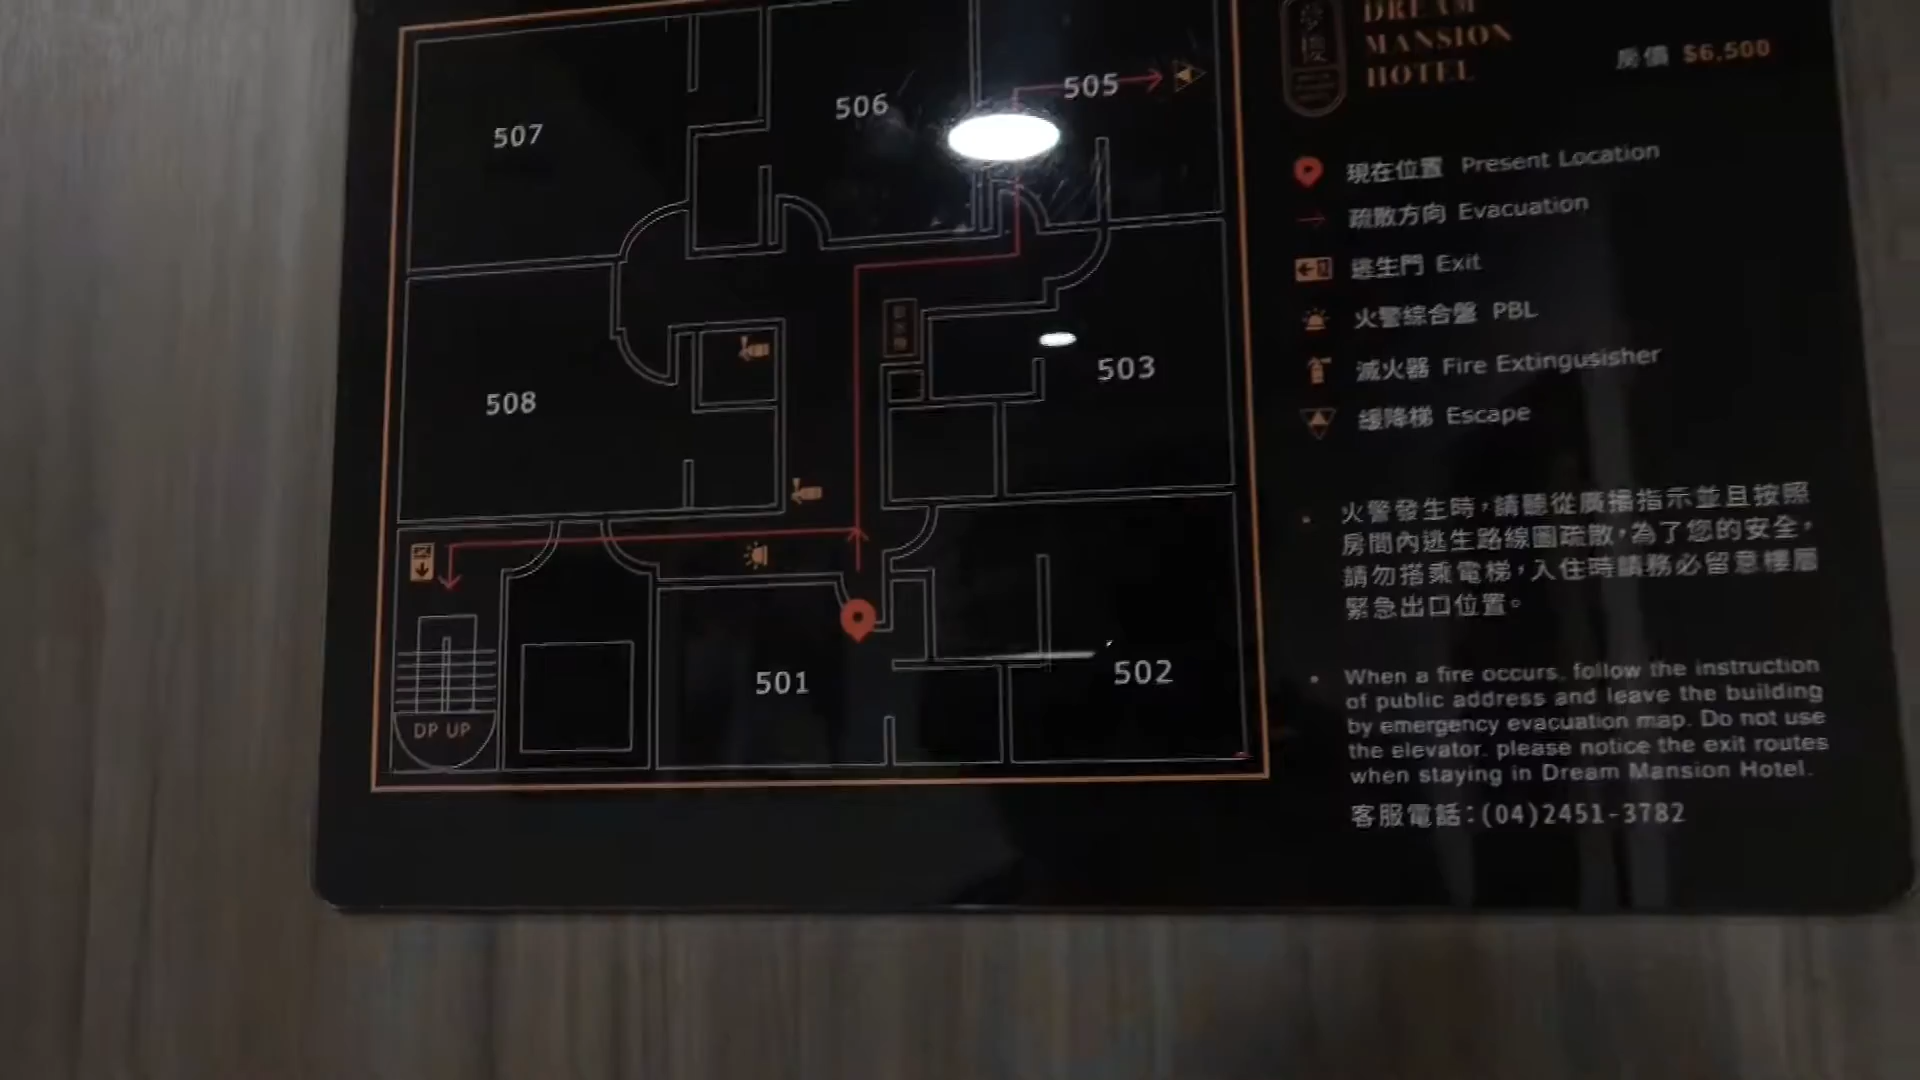 507
506
505
508
503
501
502
DP UP
夢樓
DREAM
MANSION
HOTEL
房價 $6,500
現在位置 Present Location
疏散方向 Evacuation
逃生門 Exit
火警綜合盤 PBL
滅火器 Fire Extingusisher
緩降梯 Escape
火警發生時,請聽從廣播指示並且按照
房間內逃生路線圖疏散,為了您的安全,
請勿搭乘電梯,入住時請務必留意樓層
緊急出口位置。
When a fire occurs, follow the instruction
of public address and leave the building
by emergency evacuation map. Do not use
the elevator. please notice the exit routes
when staying in Dream Mansion Hotel.
客服電話:(04)2451-3782